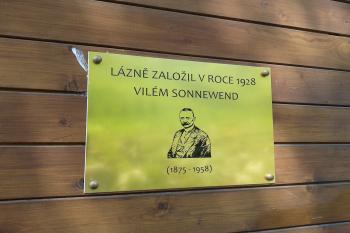 LÁZNĚ ZALOŽIL V ROCE 1928
VILÉM SONNEWEND
(1875 - 1958)